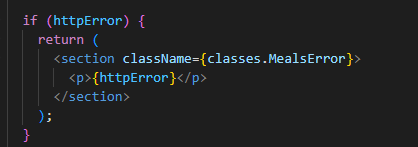 if (httpError) {
return (
<section className={classes.MealsError}>
<p>{httpError}</p>
</section>
);
}